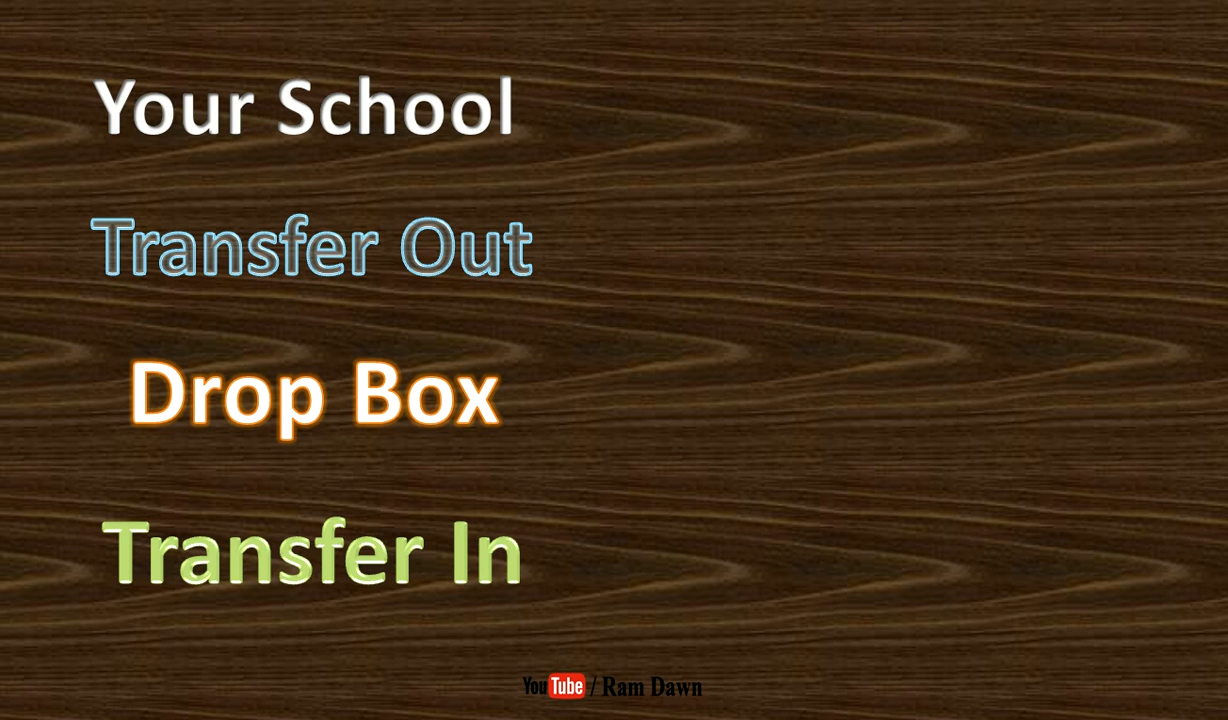 Your School
Transfer Out
Drop Box
Transfer In
YouTube / Ram Dawn